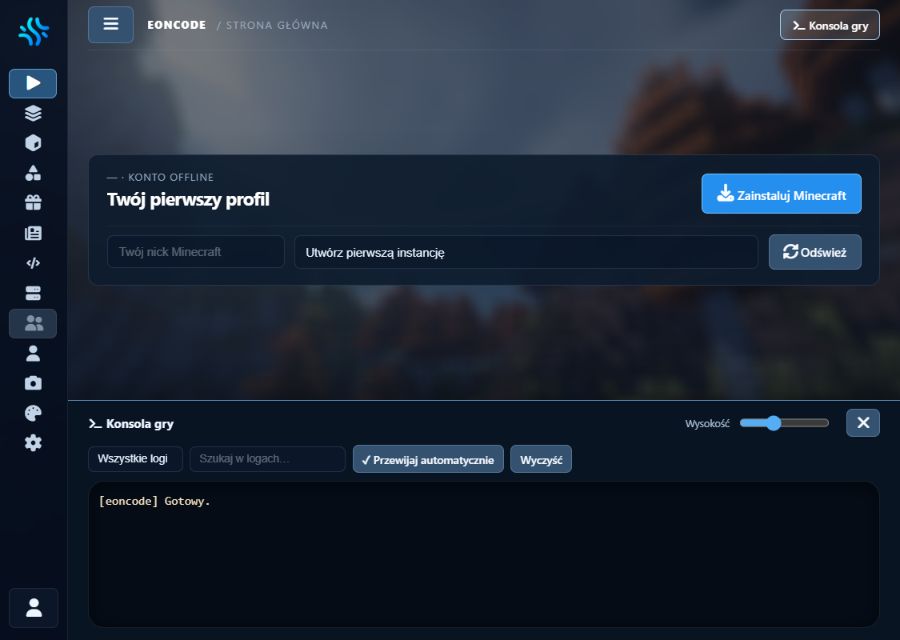 EONCODE / STRONA GŁÓWNA
Konsola gry
— · KONTO OFFLINE
Twój pierwszy profil
Zainstaluj Minecraft
Twój nick Minecraft
Utwórz pierwszą instancję
Odśwież
Konsola gry
Wysokość
Wszystkie logi
Szukaj w logach...
✓ Przewijaj automatycznie
Wyczyść
[eoncode] Gotowy.